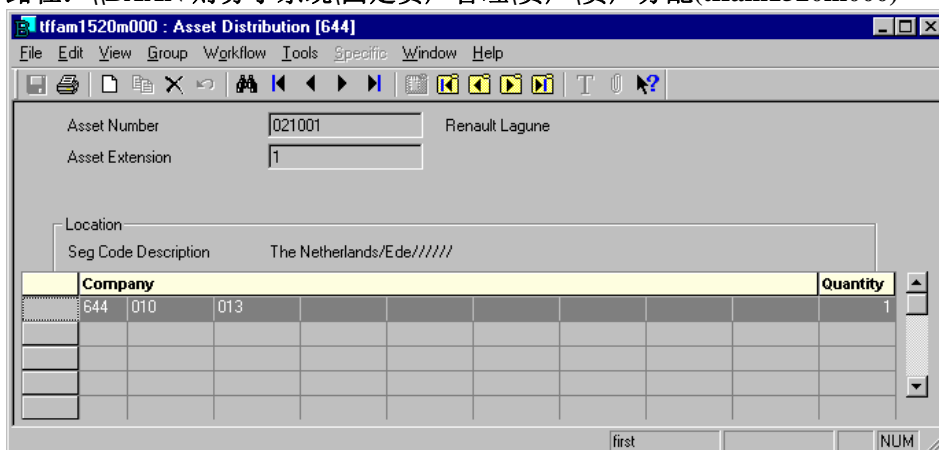 tffam1520m000 : Asset Distribution [644]
File Edit View Group Workflow Tools Specific Window Help
Asset Number 021001 Renault Lagune
Asset Extension 1
Location
Seg Code Description The Netherlands/Ede//////
Company Quantity
644 010 013 1
first NUM